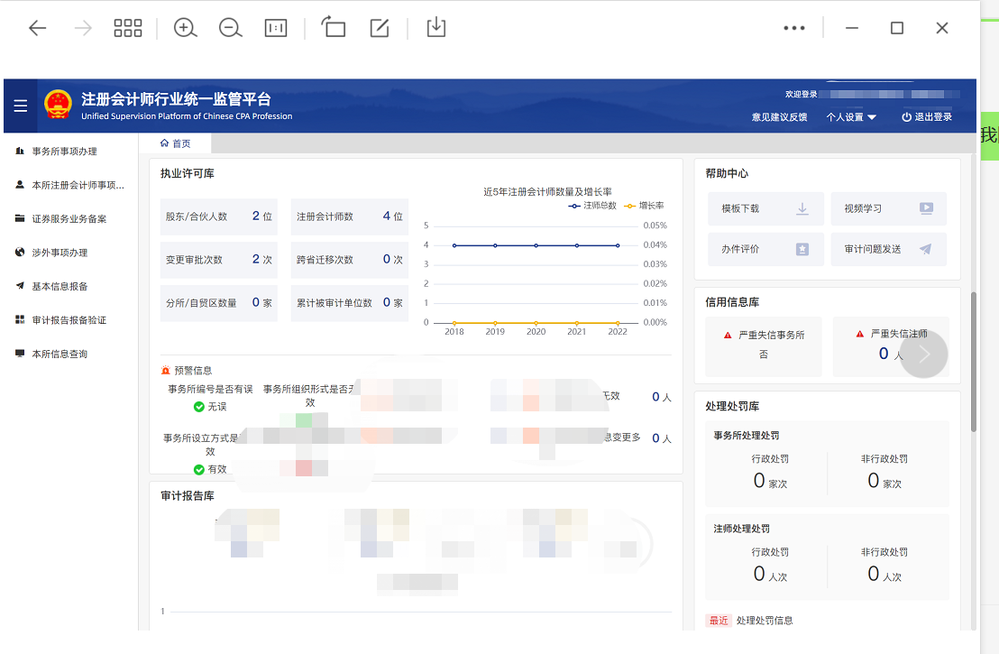 注册会计师行业统一监管平台
Unified Supervision Platform of Chinese CPA Profession
欢迎登录
意见建议反馈 个人设置 退出登录
事务所事项办理
本所注册会计师事项...
证券服务业务备案
涉外事项办理
基本信息报备
审计报告报备验证
本所信息查询
首页
执业许可库
股东/合伙人数 2 位
注册会计师数 4 位
变更审批次数 2 次
跨省迁移次数 0 次
分所/自贸区数量 0 家
累计被审计单位数 0 家
近5年注册会计师数量及增长率
注师总数 增长率
5 0.05%
4 0.04%
3 0.03%
2 0.02%
1 0.01%
0 0.00%
2018 2019 2020 2021 2022
预警信息
事务所编号是否有误
无误
事务所组织形式是否无
效
无效 0 人
事务所设立方式是
效
有效
息变更多 0 人
审计报告库
1
帮助中心
模板下载 视频学习
办件评价 审计问题发送
信用信息库
严重失信事务所
否
严重失信注师
0 人
处理处罚库
事务所处理处罚
行政处罚 非行政处罚
0 家次 0 家次
注师处理处罚
行政处罚 非行政处罚
0 人次 0 人次
最近 处理处罚信息
我